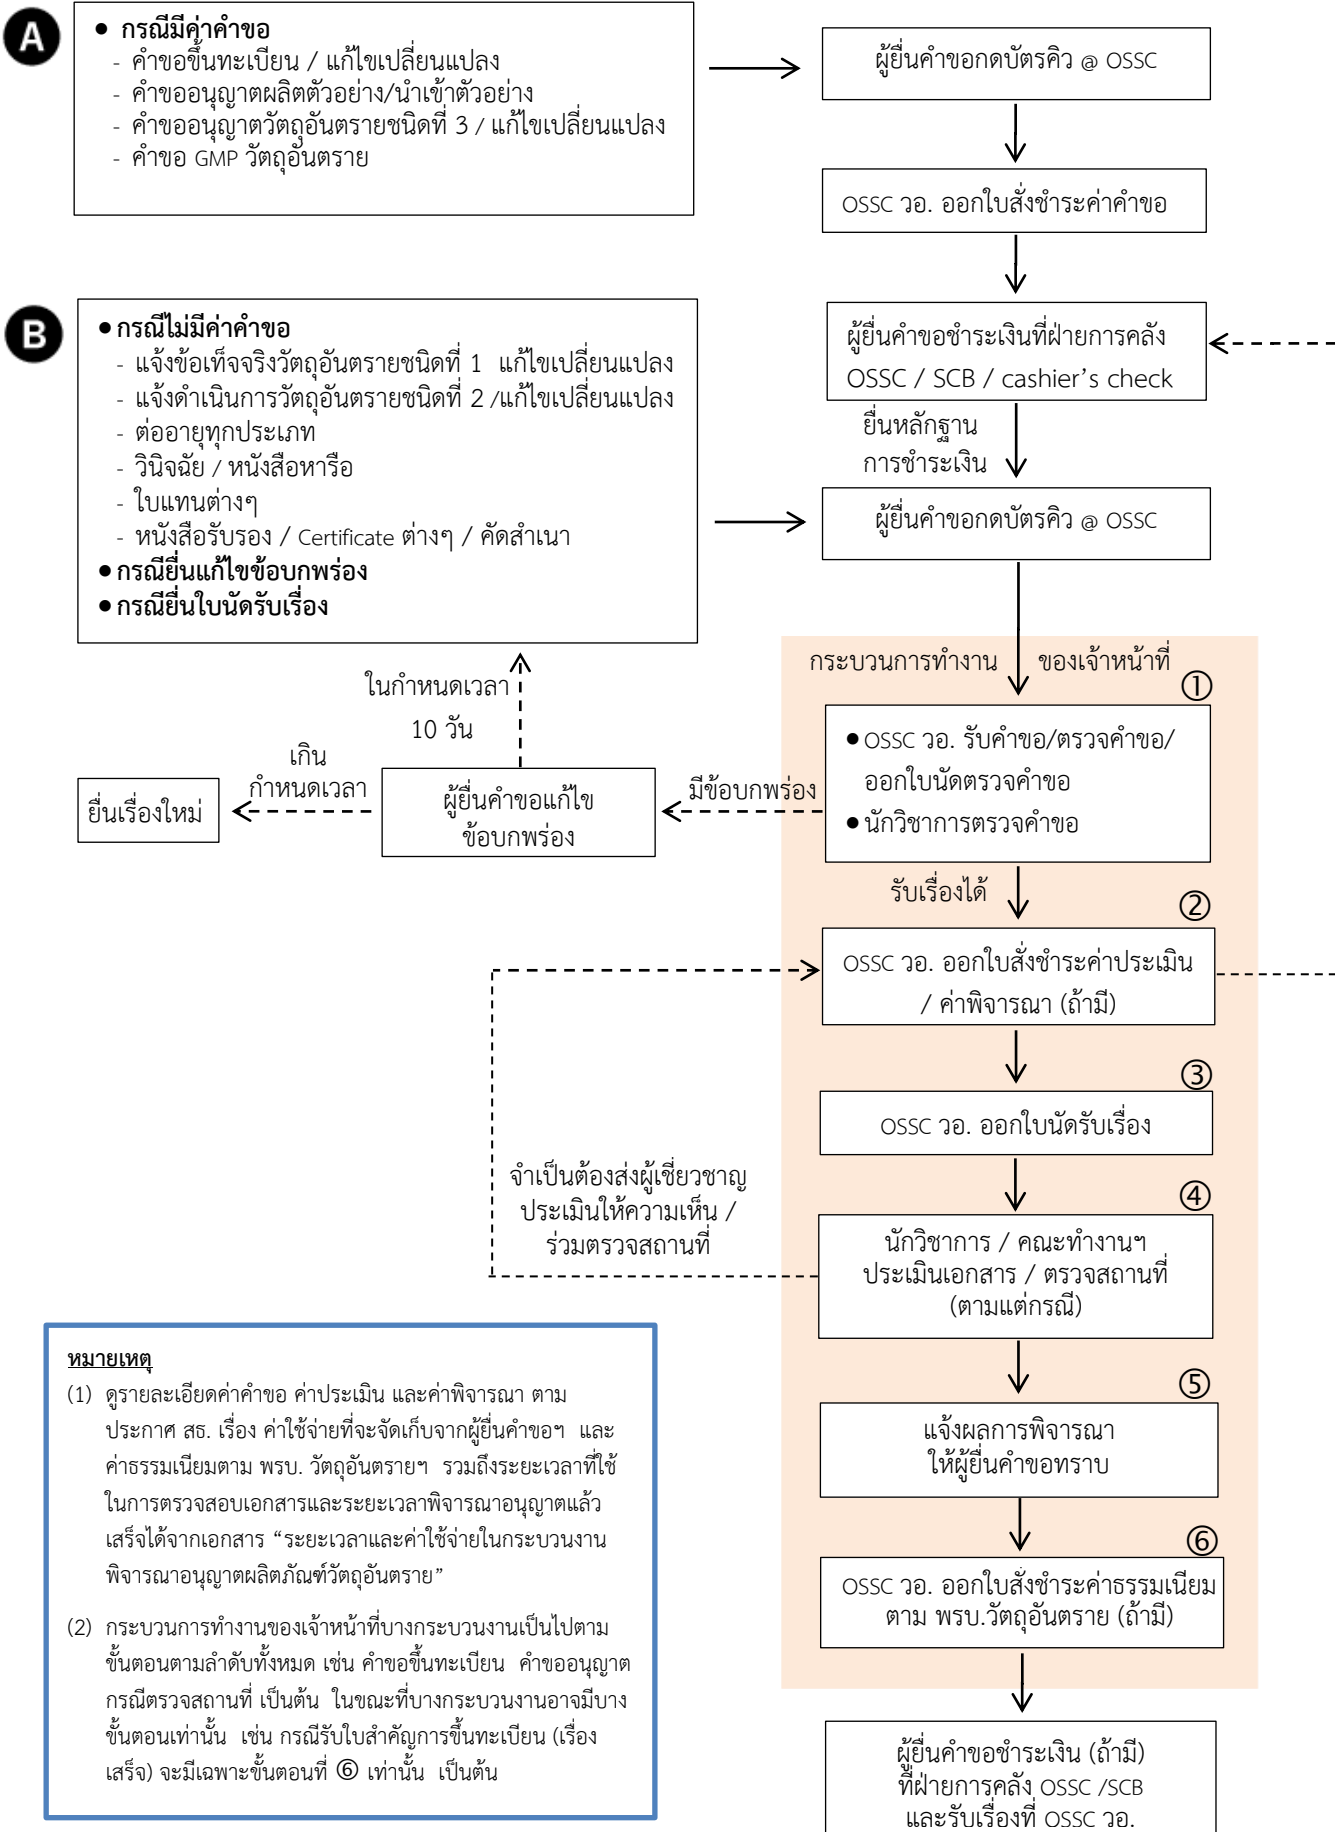 A
● กรณีมีค่าคำขอ
- คำขอขึ้นทะเบียน / แก้ไขเปลี่ยนแปลง
- คำขออนุญาตผลิตตัวอย่าง/นำเข้าตัวอย่าง
- คำขออนุญาตวัตถุอันตรายชนิดที่ 3 / แก้ไขเปลี่ยนแปลง
- คำขอ GMP วัตถุอันตราย
ผู้ยื่นคำขอกดบัตรคิว @ OSSC
OSSC วอ. ออกใบสั่งชำระค่าคำขอ
B
● กรณีไม่มีค่าคำขอ
- แจ้งข้อเท็จจริงวัตถุอันตรายชนิดที่ 1 แก้ไขเปลี่ยนแปลง
- แจ้งดำเนินการวัตถุอันตรายชนิดที่ 2 /แก้ไขเปลี่ยนแปลง
- ต่ออายุทุกประเภท
- วินิจฉัย / หนังสือหารือ
- ใบแทนต่างๆ
- หนังสือรับรอง / Certificate ต่างๆ / คัดสำเนา
● กรณียื่นแก้ไขข้อบกพร่อง
● กรณียื่นใบนัดรับเรื่อง
ผู้ยื่นคำขอชำระเงินที่ฝ่ายการคลัง
OSSC / SCB / cashier’s check
ยื่นหลักฐาน
การชำระเงิน
ผู้ยื่นคำขอกดบัตรคิว @ OSSC
กระบวนการทำงาน ของเจ้าหน้าที่
①
● OSSC วอ. รับคำขอ/ตรวจคำขอ/
ออกใบนัดตรวจคำขอ
● นักวิชาการตรวจคำขอ
มีข้อบกพร่อง
ผู้ยื่นคำขอแก้ไข
ข้อบกพร่อง
ในกำหนดเวลา
10 วัน
เกิน
กำหนดเวลา
ยื่นเรื่องใหม่
รับเรื่องได้
②
OSSC วอ. ออกใบสั่งชำระค่าประเมิน
/ ค่าพิจารณา (ถ้ามี)
③
OSSC วอ. ออกใบนัดรับเรื่อง
จำเป็นต้องส่งผู้เชี่ยวชาญ
ประเมินให้ความเห็น /
ร่วมตรวจสถานที่
④
นักวิชาการ / คณะทำงานฯ
ประเมินเอกสาร / ตรวจสถานที่
(ตามแต่กรณี)
⑤
แจ้งผลการพิจารณา
ให้ผู้ยื่นคำขอทราบ
⑥
OSSC วอ. ออกใบสั่งชำระค่าธรรมเนียม
ตาม พรบ.วัตถุอันตราย (ถ้ามี)
ผู้ยื่นคำขอชำระเงิน (ถ้ามี)
ที่ฝ่ายการคลัง OSSC /SCB
และรับเรื่องที่ OSSC วอ.
หมายเหตุ
(1) ดูรายละเอียดค่าคำขอ ค่าประเมิน และค่าพิจารณา ตาม
ประกาศ สธ. เรื่อง ค่าใช้จ่ายที่จะจัดเก็บจากผู้ยื่นคำขอฯ และ
ค่าธรรมเนียมตาม พรบ. วัตถุอันตรายฯ รวมถึงระยะเวลาที่ใช้
ในการตรวจสอบเอกสารและระยะเวลาพิจารณาอนุญาตแล้ว
เสร็จได้จากเอกสาร “ระยะเวลาและค่าใช้จ่ายในกระบวนงาน
พิจารณาอนุญาตผลิตภัณฑ์วัตถุอันตราย”
(2) กระบวนการทำงานของเจ้าหน้าที่บางกระบวนงานเป็นไปตาม
ขั้นตอนตามลำดับทั้งหมด เช่น คำขอขึ้นทะเบียน คำขออนุญาต
กรณีตรวจสถานที่ เป็นต้น ในขณะที่บางกระบวนงานอาจมีบาง
ขั้นตอนเท่านั้น เช่น กรณีรับใบสำคัญการขึ้นทะเบียน (เรื่อง
เสร็จ) จะมีเฉพาะขั้นตอนที่ ⑥ เท่านั้น เป็นต้น